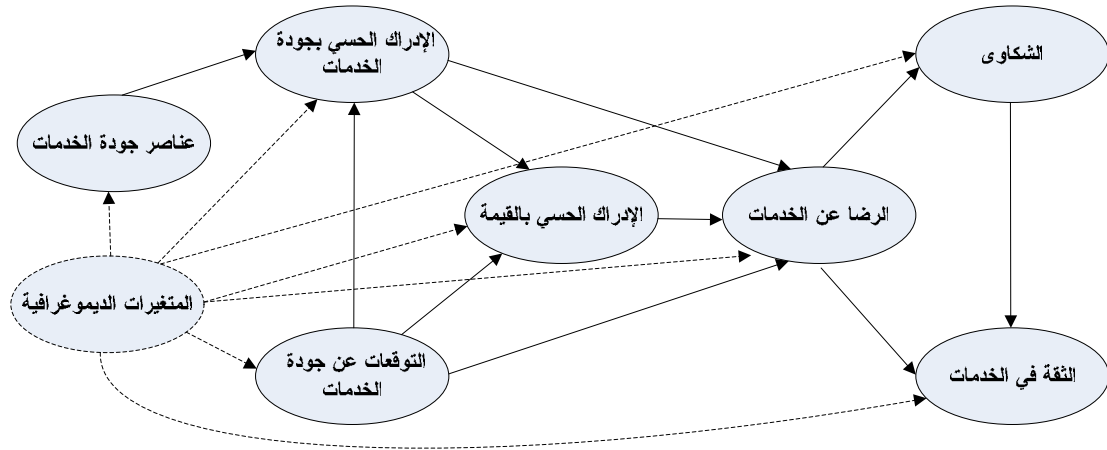 الإدراك الحسي بجودة
الخدمات
الشكاوى
عناصر جودة الخدمات
الإدراك الحسي بالقيمة
الرضا عن الخدمات
المتغيرات الديموغرافية
التوقعات عن جودة
الخدمات
الثقة في الخدمات